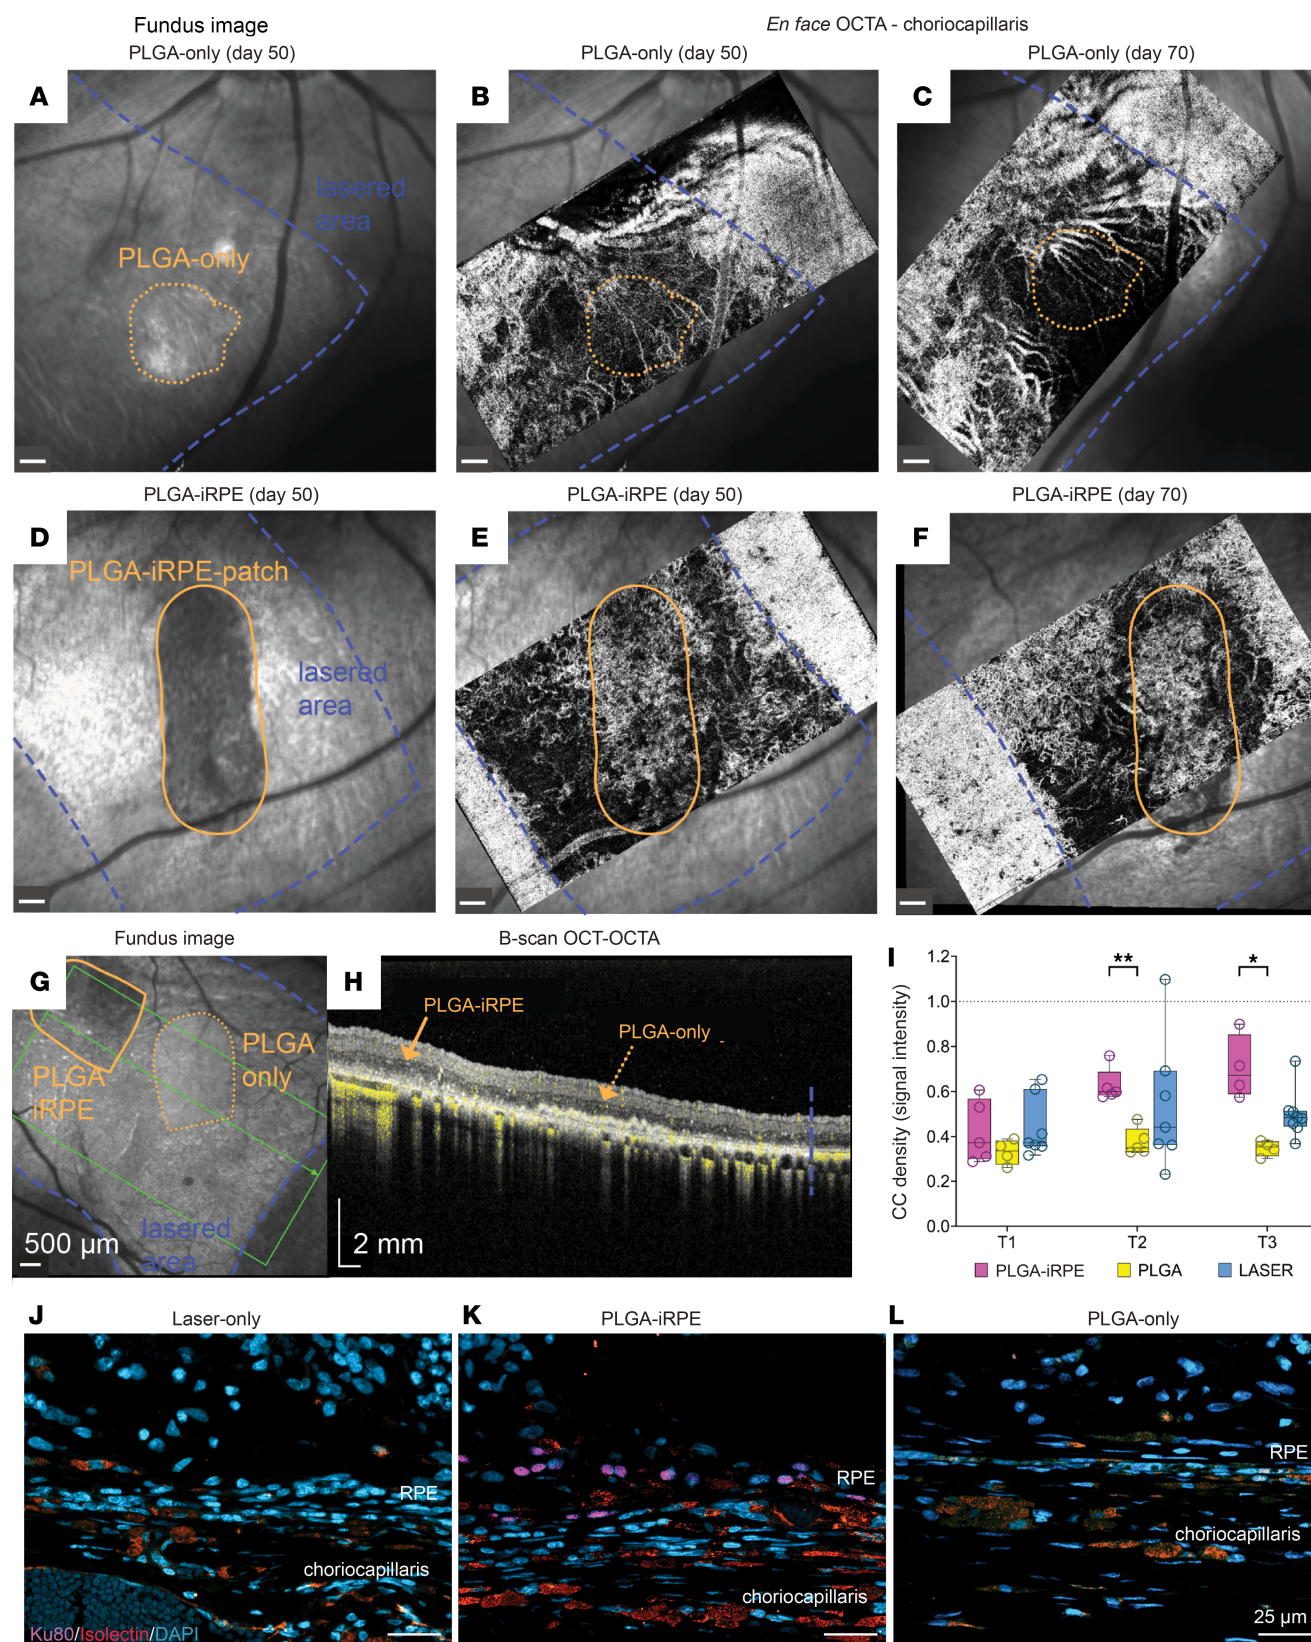 Fundus image
En face OCTA - choriocapillaris
PLGA-only (day 50)
PLGA-only (day 50)
PLGA-only (day 70)
A
lasered
area
PLGA-only
B
C
PLGA-iRPE (day 50)
PLGA-iRPE (day 50)
PLGA-iRPE (day 70)
D
PLGA-iRPE-patch
lasered
area
E
F
Fundus image
B-scan OCT-OCTA
G
PLGA
only
PLGA
iRPE
lasered
area
500 µm
H
PLGA-iRPE
PLGA-only
2 mm
I
CC density (signal intensity)
1.2
1.0
0.8
0.6
0.4
0.2
0.0
**
*
T1
T2
T3
PLGA-iRPE
PLGA
LASER
J
Laser-only
RPE
choriocapillaris
Ku80/Isolectin/DAPI
K
PLGA-iRPE
RPE
choriocapillaris
L
PLGA-only
RPE
choriocapillaris
25 µm